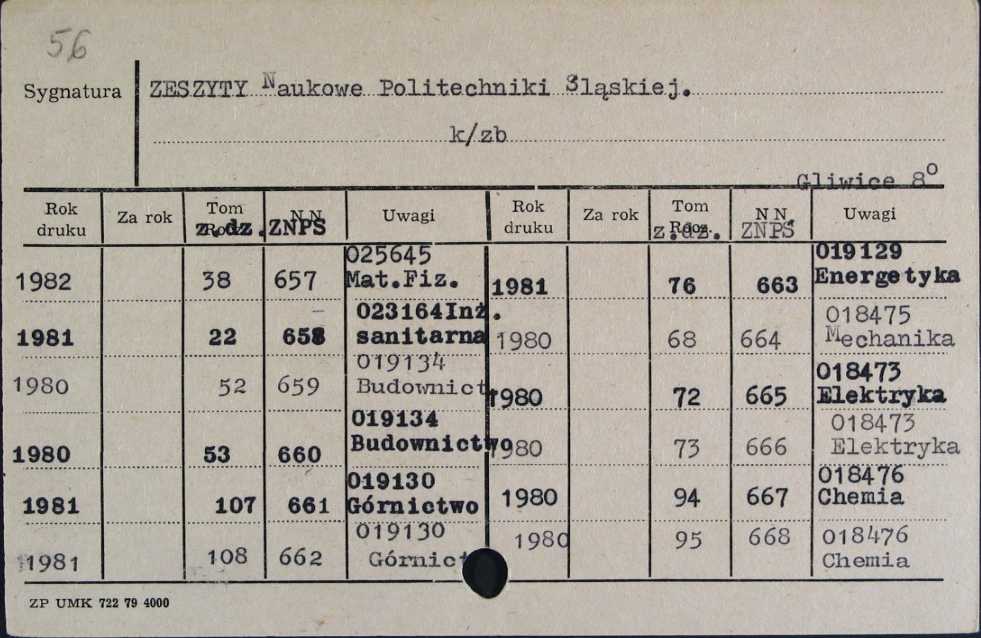 56
Sygnatura ZESZYTY Naukowe Politechniki Śląskiej.
k/zb
Gliwice 8°
Rok druku Za rok Tom z.dz. N N. ZNPS Uwagi Rok druku Za rok Tom z.dz. N N. ZNPS Uwagi
1982 38 657 025645 Mat.Fiz. 1981 76 663 019129 Energetyka
1981 22 658 023164 Inż. sanitarna 1980 68 664 018475 Mechanika
1980 52 659 019134 Budownict 1980 72 665 018473 Elektryka
1980 53 660 019134 Budownictwo 1980 73 666 018473 Elektryka
1981 107 661 019130 Górnictwo 1980 94 667 018476 Chemia
1981 108 662 019130 Górnict 1980 95 668 018476 Chemia
ZP UMK 722 79 4000